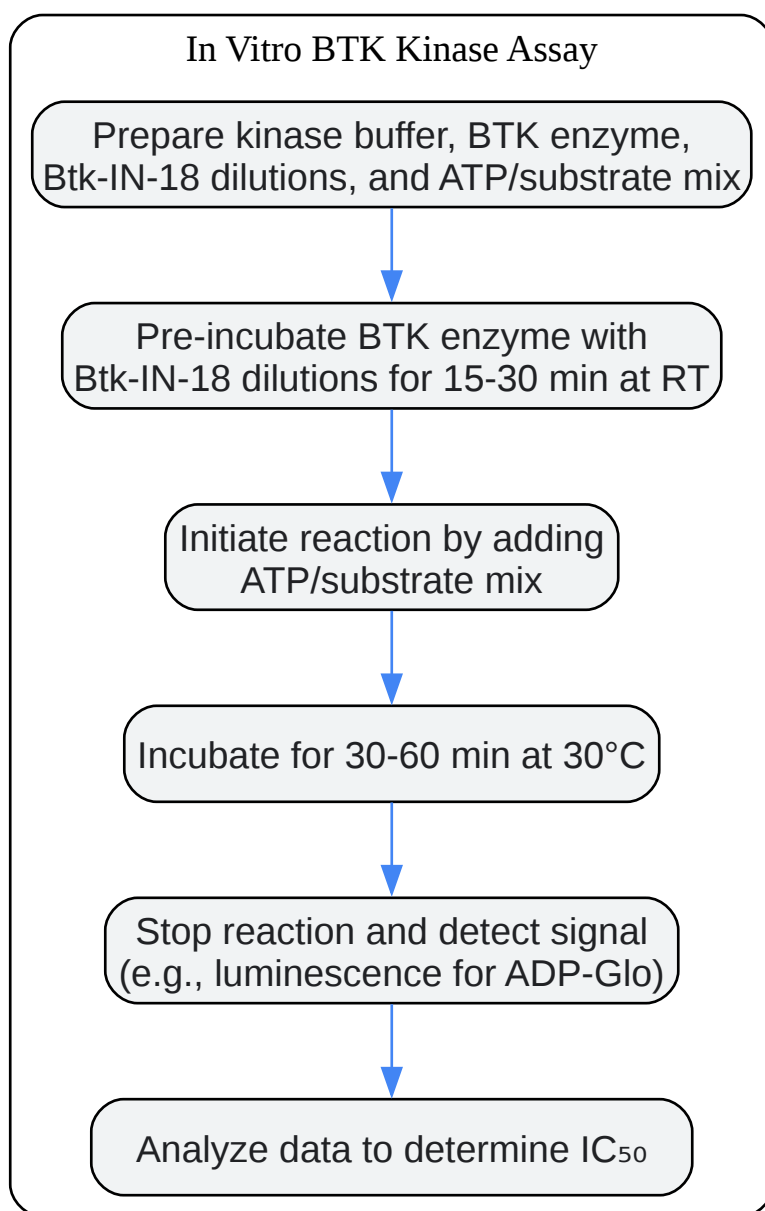 In Vitro BTK Kinase Assay
Prepare kinase buffer, BTK enzyme,
Btk-IN-18 dilutions, and ATP/substrate mix
Pre-incubate BTK enzyme with
Btk-IN-18 dilutions for 15-30 min at RT
Initiate reaction by adding
ATP/substrate mix
Incubate for 30-60 min at 30°C
Stop reaction and detect signal
(e.g., luminescence for ADP-Glo)
Analyze data to determine IC₅₀